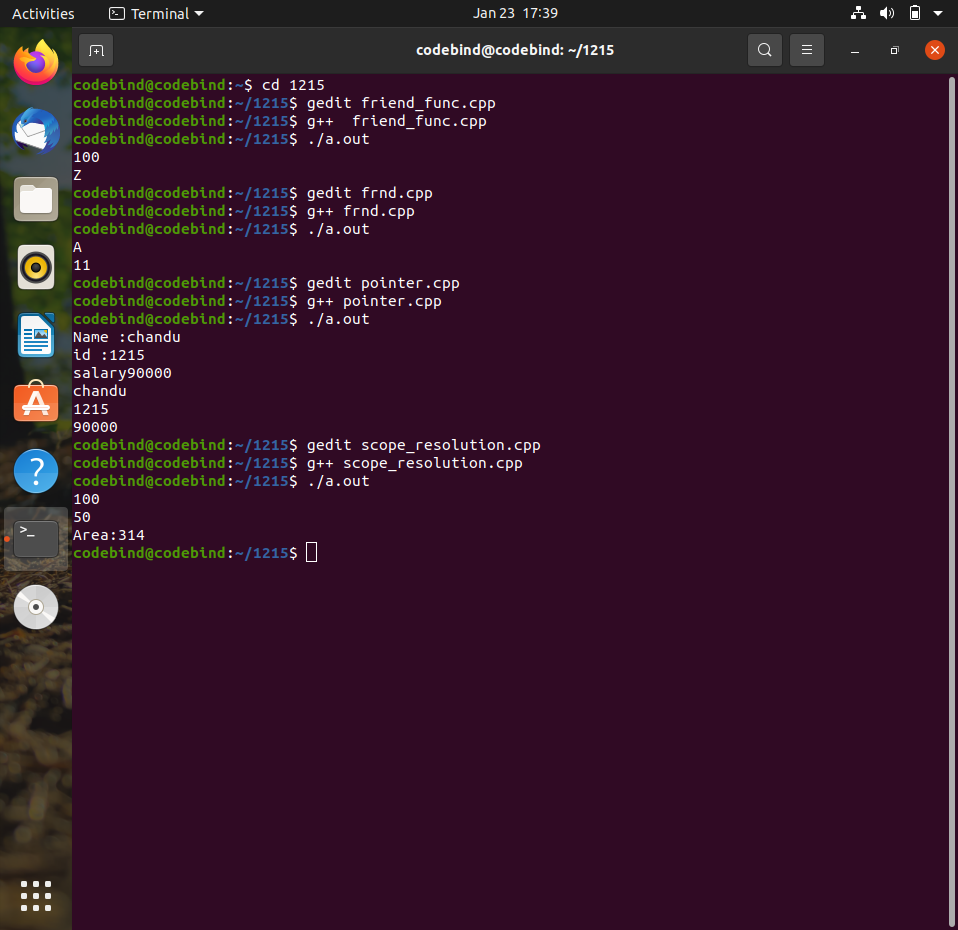 Activities Terminal Jan 23 17:39
codebind@codebind: ~/1215
codebind@codebind:~$ cd 1215
codebind@codebind:~/1215$ gedit friend_func.cpp
codebind@codebind:~/1215$ g++  friend_func.cpp
codebind@codebind:~/1215$ ./a.out
100
Z
codebind@codebind:~/1215$ gedit frnd.cpp
codebind@codebind:~/1215$ g++ frnd.cpp
codebind@codebind:~/1215$ ./a.out
A
11
codebind@codebind:~/1215$ gedit pointer.cpp
codebind@codebind:~/1215$ g++ pointer.cpp
codebind@codebind:~/1215$ ./a.out
Name :chandu
id :1215
salary90000
chandu
1215
90000
codebind@codebind:~/1215$ gedit scope_resolution.cpp
codebind@codebind:~/1215$ g++ scope_resolution.cpp
codebind@codebind:~/1215$ ./a.out
100
50
Area:314
codebind@codebind:~/1215$